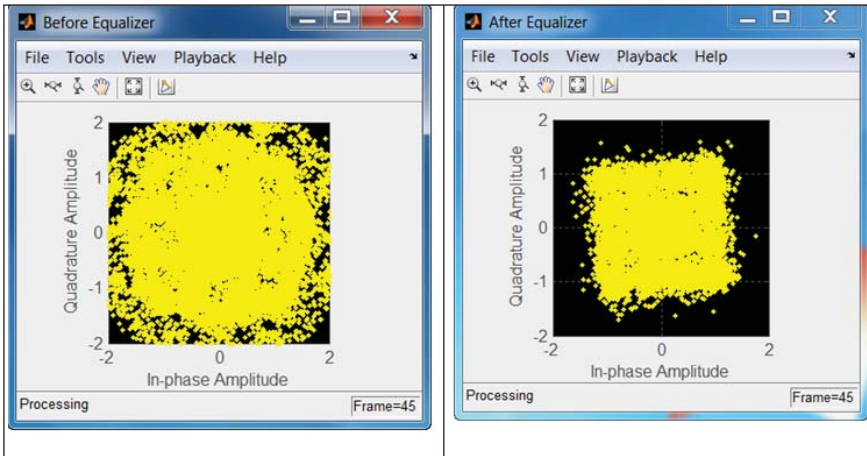 Before Equalizer
File Tools View Playback Help
2
1
0
-1
-2
Quadrature Amplitude
-2 0 2
In-phase Amplitude
Processing
Frame=45
After Equalizer
File Tools View Playback Help
2
1
0
-1
-2
Quadrature Amplitude
-2 0 2
In-phase Amplitude
Processing
Frame=45